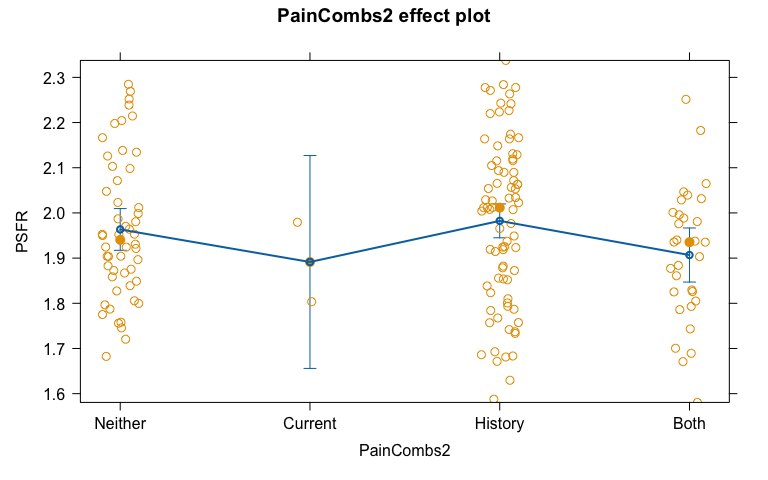 PainCombs2 effect plot
2.3
2.2
2.1
2.0
1.9
1.8
1.7
1.6
PSFR
Neither Current History Both
PainCombs2